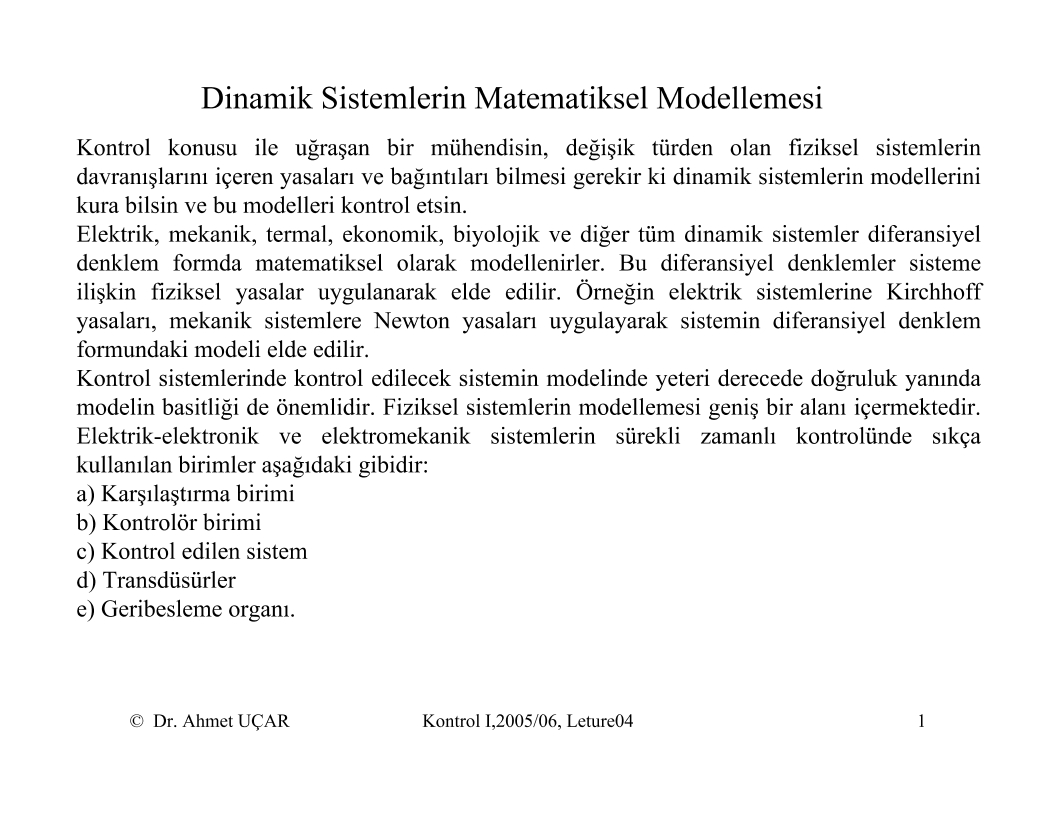 Dinamik Sistemlerin Matematiksel Modellemesi
Kontrol konusu ile uğraşan bir mühendisin, değişik türden olan fiziksel sistemlerin
davranışlarını içeren yasaları ve bağıntıları bilmesi gerekir ki dinamik sistemlerin modellerini
kura bilsin ve bu modelleri kontrol etsin.
Elektrik, mekanik, termal, ekonomik, biyolojik ve diğer tüm dinamik sistemler diferansiyel
denklem formda matematiksel olarak modellenirler. Bu diferansiyel denklemler sisteme
ilişkin fiziksel yasalar uygulanarak elde edilir. Örneğin elektrik sistemlerine Kirchhoff
yasaları, mekanik sistemlere Newton yasaları uygulayarak sistemin diferansiyel denklem
formundaki modeli elde edilir.
Kontrol sistemlerinde kontrol edilecek sistemin modelinde yeteri derecede doğruluk yanında
modelin basitliği de önemlidir. Fiziksel sistemlerin modellemesi geniş bir alanı içermektedir.
Elektrik-elektronik ve elektromekanik sistemlerin sürekli zamanlı kontrolünde sıkça
kullanılan birimler aşağıdaki gibidir:
a) Karşılaştırma birimi
b) Kontrolör birimi
c) Kontrol edilen sistem
d) Transdüsürler
e) Geribesleme organı.
© Dr. Ahmet UÇAR Kontrol I,2005/06, Leture04 1